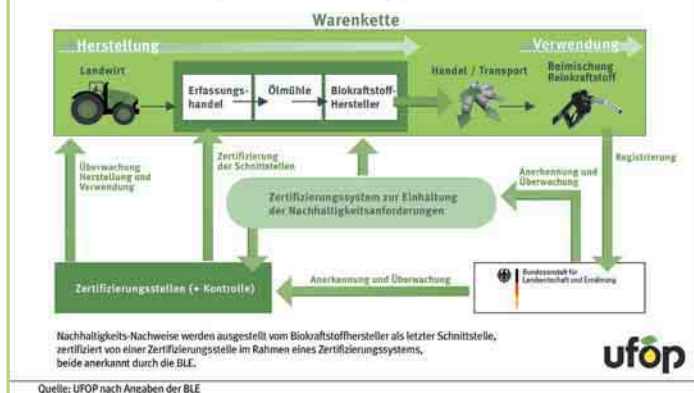 Warenkette
Herstellung
Verwendung
Landwirt
Erfassungs-
handel
Ölmühle
Biokraftstoff-
Hersteller
Handel / Transport
Beimischung
Reinkraftstoff
Überwachung
Herstellung und
Verwendung
Zertifizierung
der Schnittstellen
Anerkennung und
Überwachung
Registrierung
Zertifizierungssystem zur Einhaltung
der Nachhaltigkeitsanforderungen
Zertifizierungsstellen (+ Kontrolle)
Anerkennung und Überwachung
Bundesanstalt für
Landwirtschaft und Ernährung
Nachhaltigkeits-Nachweise werden ausgestellt vom Biokraftstoffhersteller als letzter Schnittstelle,
zertifiziert von einer Zertifizierungsstelle im Rahmen eines Zertifizierungssystems,
beide anerkannt durch die BLE.
ufop
Quelle: UFOP nach Angaben der BLE